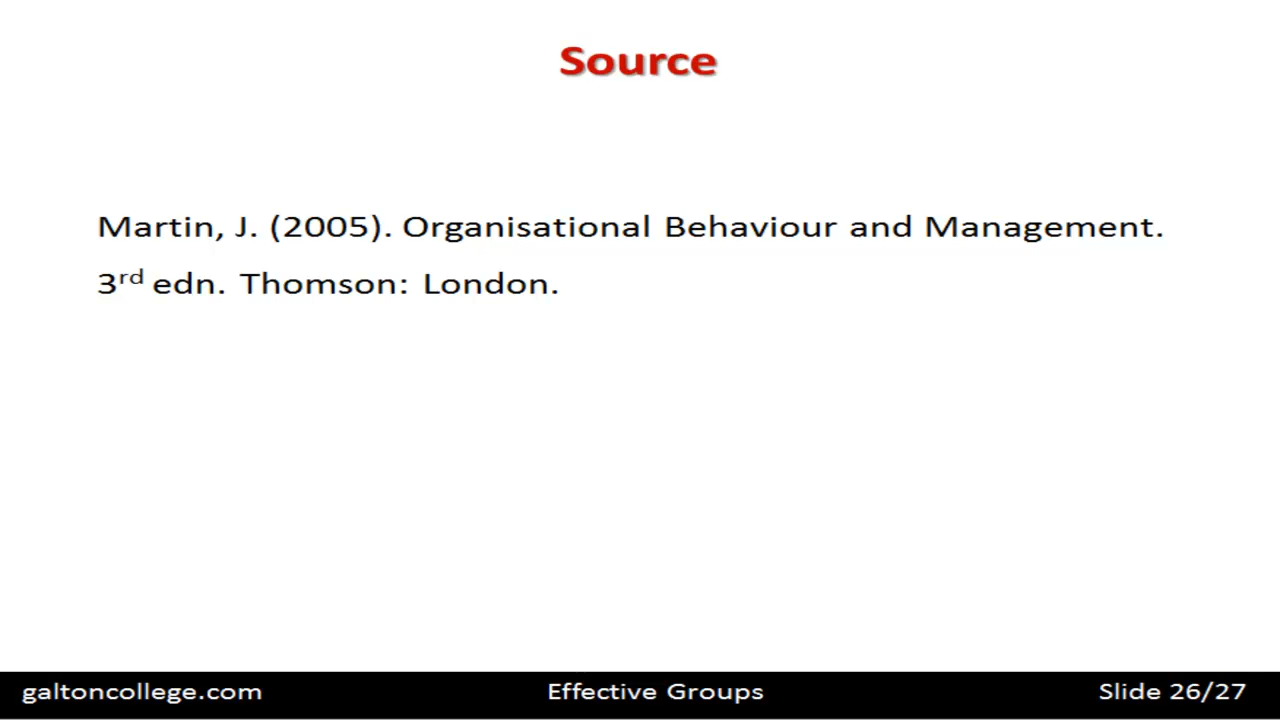 Source
Martin, J. (2005). Organisational Behaviour and Management.
3rd edn. Thomson: London.
galtoncollege.com Effective Groups Slide 26/27